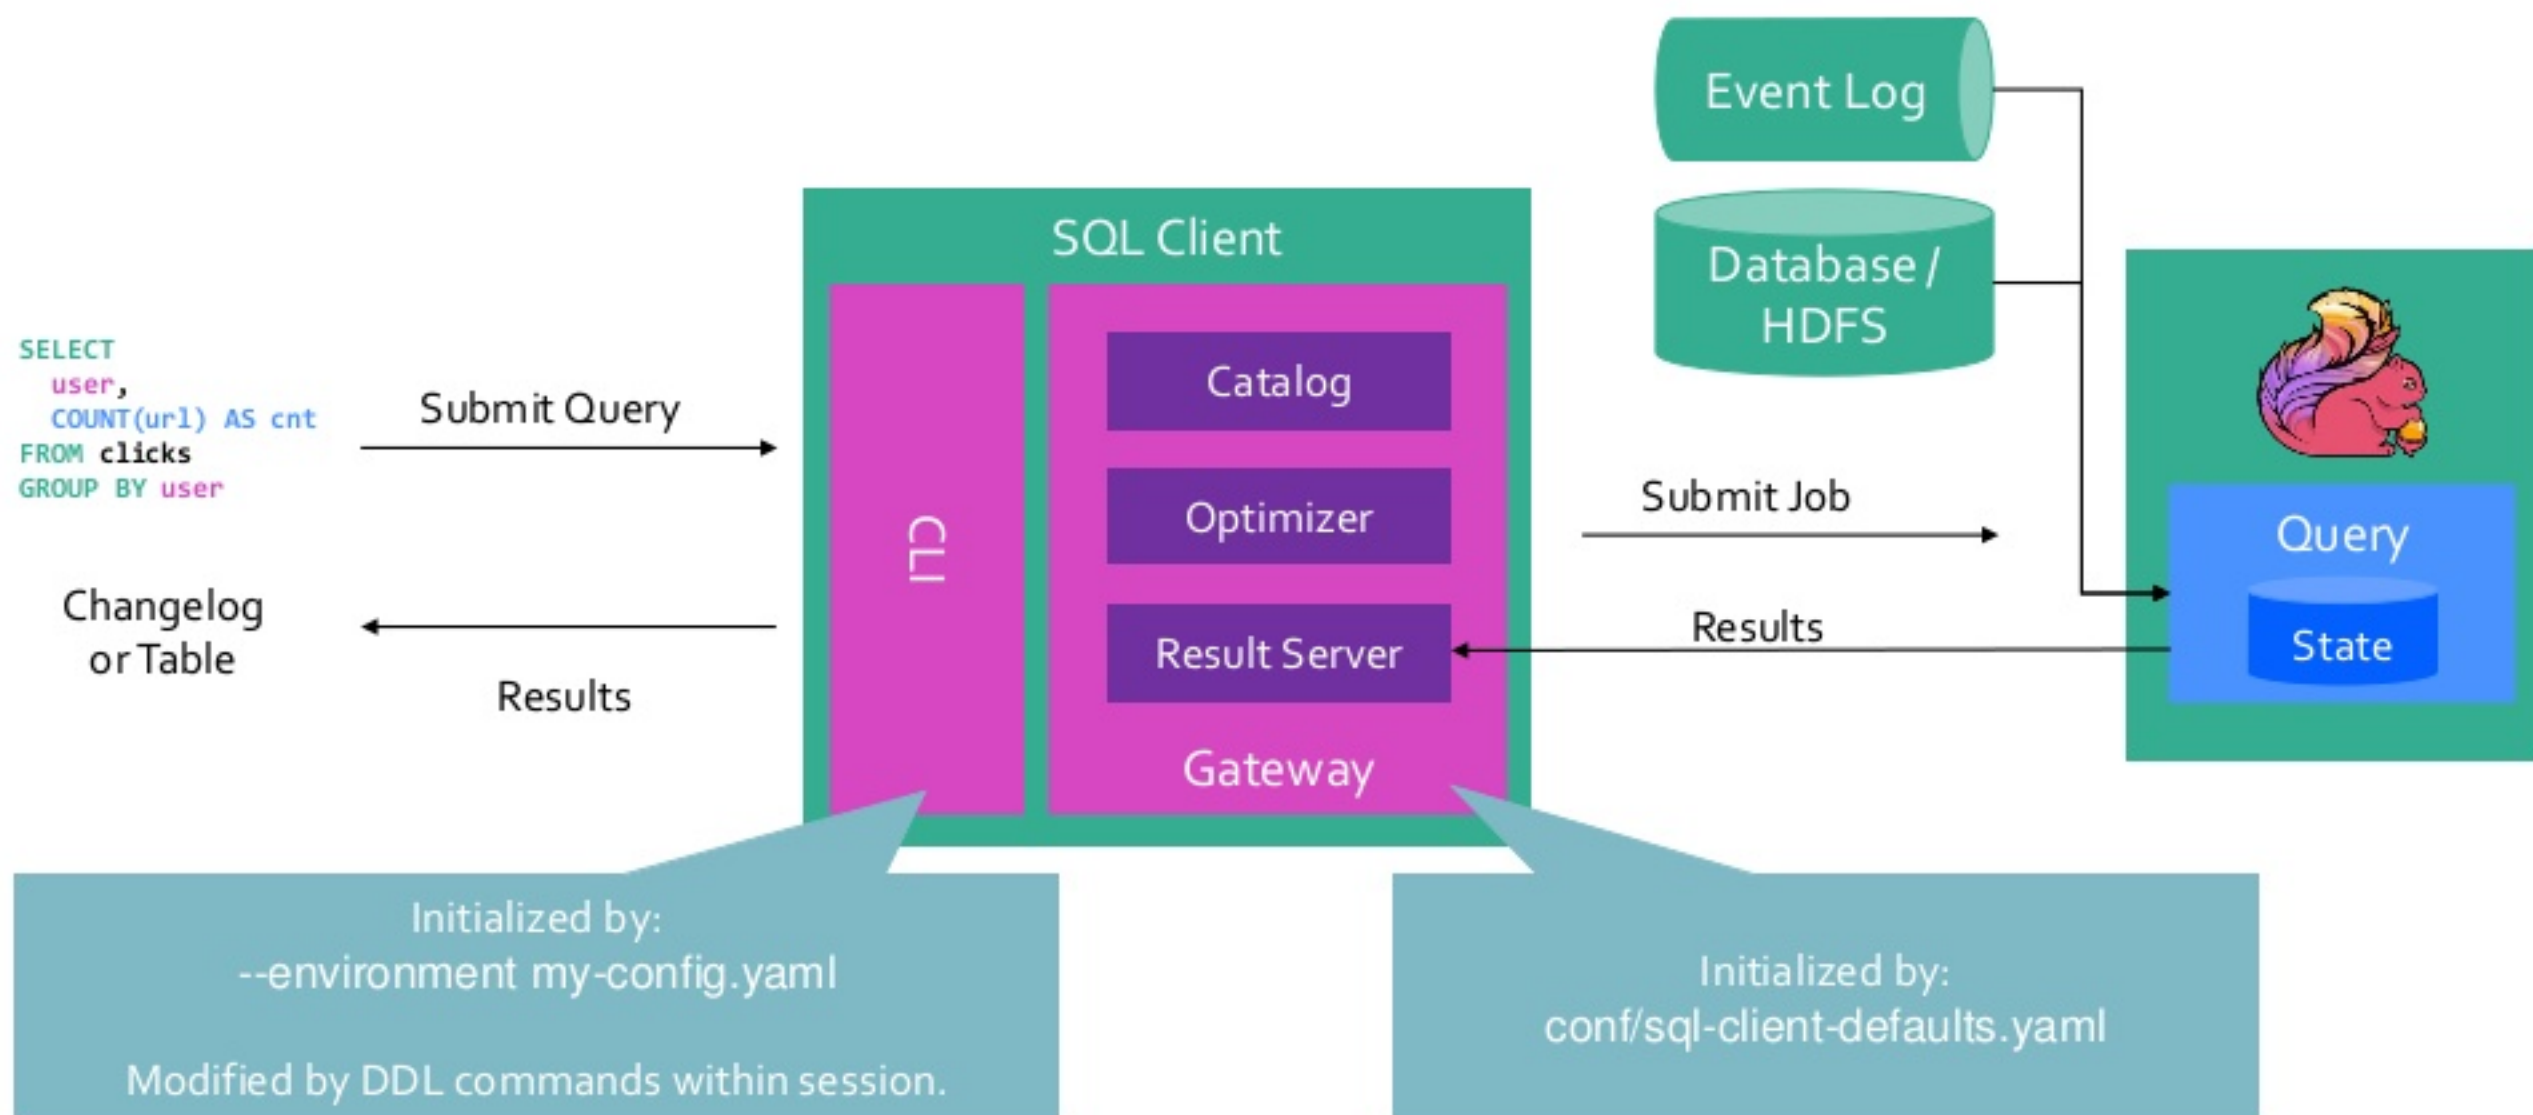 SELECT
user,
COUNT(url) AS cnt
FROM clicks
GROUP BY user
Submit Query
Changelog
or Table
Results
SQL Client
CLI
Catalog
Optimizer
Result Server
Gateway
Event Log
Database /
HDFS
Submit Job
Results
Query
State
Initialized by:
--environment my-config.yaml
Modified by DDL commands within session.
Initialized by:
conf/sql-client-defaults.yaml